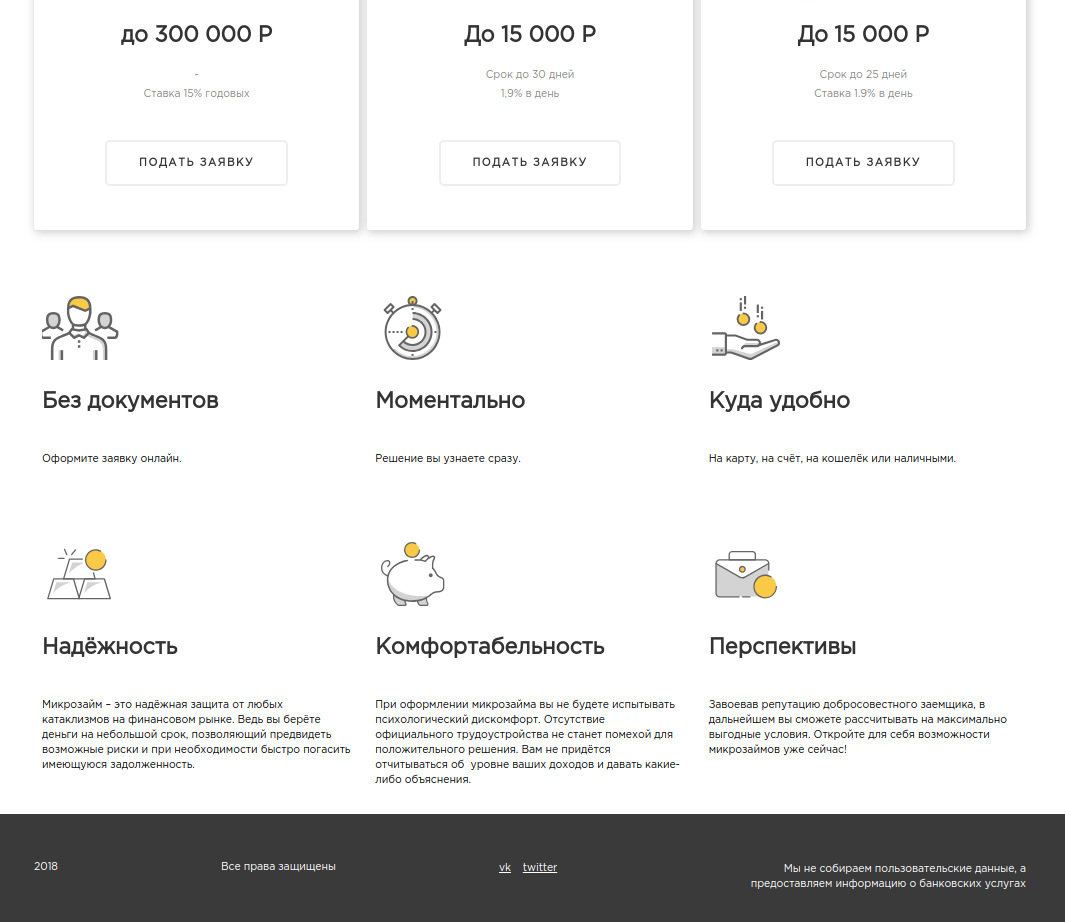 до 300 000 Р
До 15 000 Р
До 15 000 Р
-
Срок до 30 дней
Срок до 25 дней
Ставка 15% годовых
1,9% в день
Ставка 1.9% в день
ПОДАТЬ ЗАЯВКУ
ПОДАТЬ ЗАЯВКУ
ПОДАТЬ ЗАЯВКУ
Без документов
Моментально
Куда удобно
Оформите заявку онлайн.
Решение вы узнаете сразу.
На карту, на счёт, на кошелёк или наличными.
Надёжность
Комфортабельность
Перспективы
Микрозайм – это надёжная защита от любых
катаклизмов на финансовом рынке. Ведь вы берёте
деньги на небольшой срок, позволяющий предвидеть
возможные риски и при необходимости быстро погасить
имеющуюся задолженность.
При оформлении микрозайма вы не будете испытывать
психологический дискомфорт. Отсутствие
официального трудоустройства не станет помехой для
положительного решения. Вам не придётся
отчитываться об  уровне ваших доходов и давать какие-
либо объяснения.
Завоевав репутацию добросовестного заемщика, в
дальнейшем вы сможете рассчитывать на максимально
выгодные условия. Откройте для себя возможности
микрозаймов уже сейчас!
2018
Все права защищены
vk twitter
Мы не собираем пользовательские данные, а
предоставляем информацию о банковских услугах